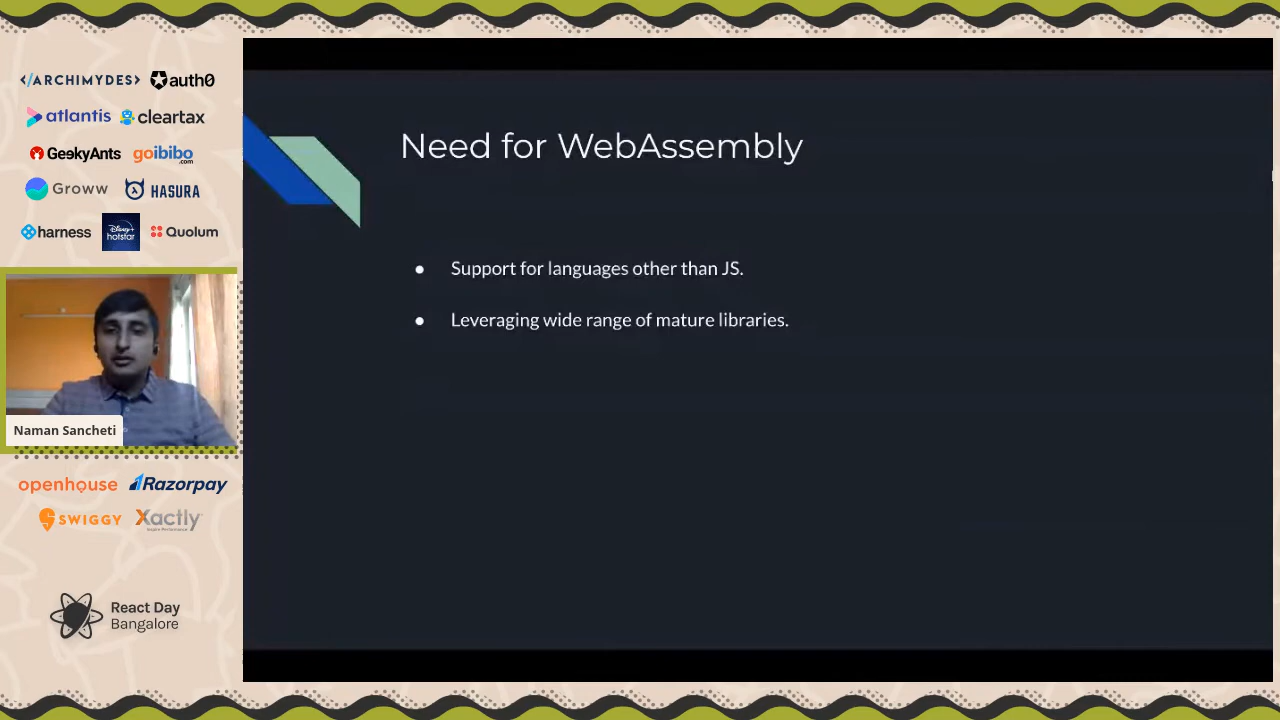 </ARCHIMYDES> auth0
atlantis cleartax
GeekyAnts goibibo.com
Groww HASURA
harness Disney+ hotstar Quolum
Naman Sancheti
openhouse Razorpay
SWIGGY Xactly
React Day
Bangalore
Need for WebAssembly
● Support for languages other than JS.
● Leveraging wide range of mature libraries.